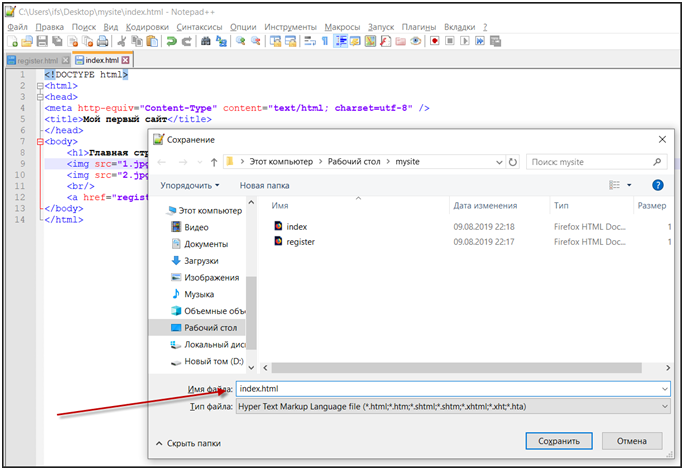 C:\Users\ifs\Desktop\mysite\index.html - Notepad++
Файл Правка Поиск Вид Кодировки Синтаксисы Опции Инструменты Макросы Запуск Плагины Вкладки ?
register.html index.html
1 <!DOCTYPE html>
2 <html>
3 <head>
4 <meta http-equiv="Content-Type" content="text/html; charset=utf-8" />
5 <title>Мой первый сайт</title>
6 </head>
7 <body>
8 <h1>Главная стр
9 <img src="1.jpg
10 <img src="2.jpg
11 <br/>
12 <a href="regist
13 </body>
14 </html>
Сохранение
Этот компьютер > Рабочий стол > mysite
Поиск: mysite
Упорядочить Новая папка
Имя Дата изменения Тип Размер
Этот компьютер
Видео
Документы
Загрузки
Изображения
Музыка
Объемные объе
Рабочий стол
Локальный дис
Новый том (D:)
index 09.08.2019 22:18 Firefox HTML Doc... 1
register 09.08.2019 22:17 Firefox HTML Doc... 1
Имя файла: index.html
Тип файла: Hyper Text Markup Language file (*.html;*.htm;*.shtml;*.shtm;*.xhtml;*.xht;*.hta)
Скрыть папки
Сохранить Отмена